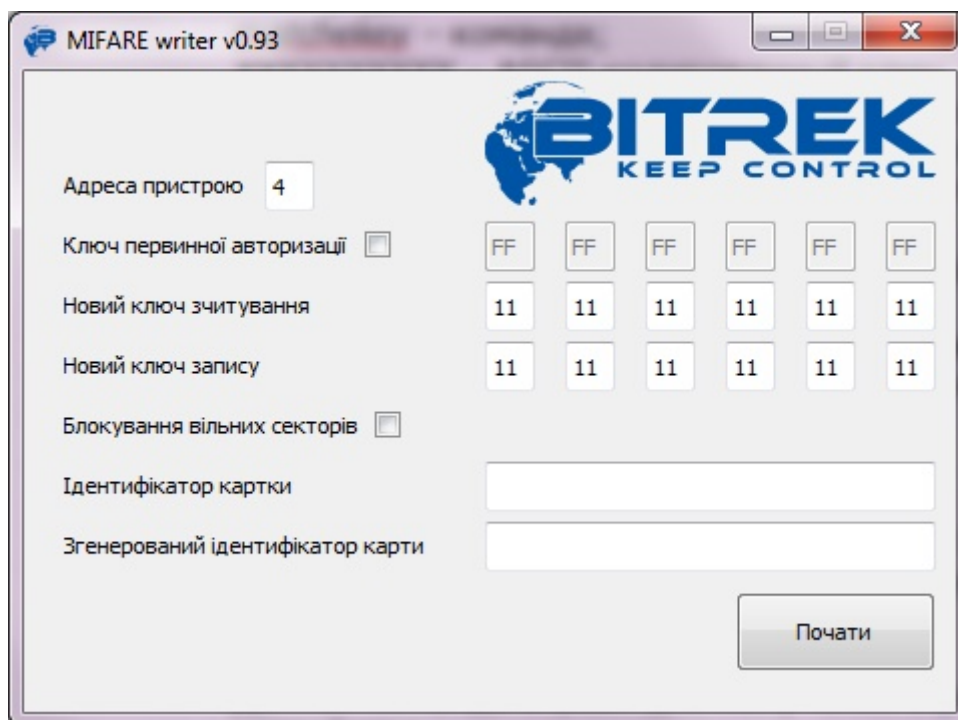 MIFARE writer v0.93
BITREK
KEEP CONTROL
Адреса пристрою 4
Ключ первинної авторизації FF FF FF FF FF FF
Новий ключ зчитування 11 11 11 11 11 11
Новий ключ запису 11 11 11 11 11 11
Блокування вільних секторів
Ідентифікатор картки
Згенерований ідентифікатор карти
Почати